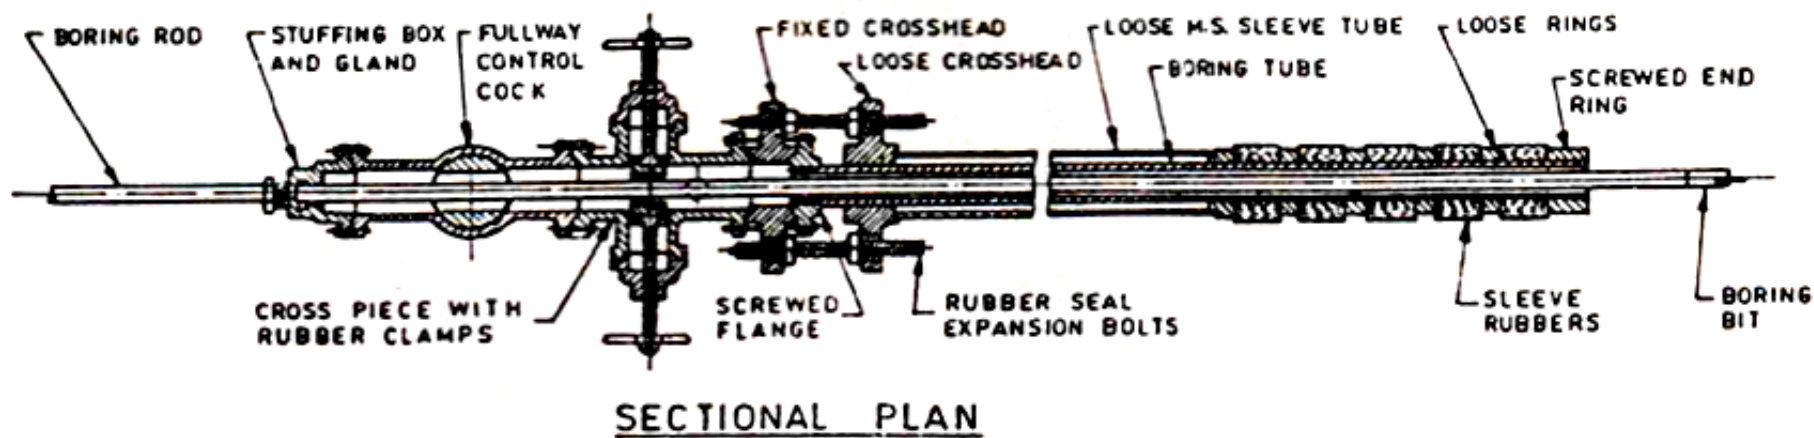 BORING ROD
STUFFING BOX
AND GLAND
FULLWAY
CONTROL
COCK
FIXED CROSSHEAD
LOOSE CROSSHEAD
LOOSE M.S. SLEEVE TUBE
BORING TUBE
LOOSE RINGS
SCREWED END
RING
CROSS PIECE WITH
RUBBER CLAMPS
SCREWED
FLANGE
RUBBER SEAL
EXPANSION BOLTS
SLEEVE
RUBBERS
BORING
BIT
SECTIONAL PLAN